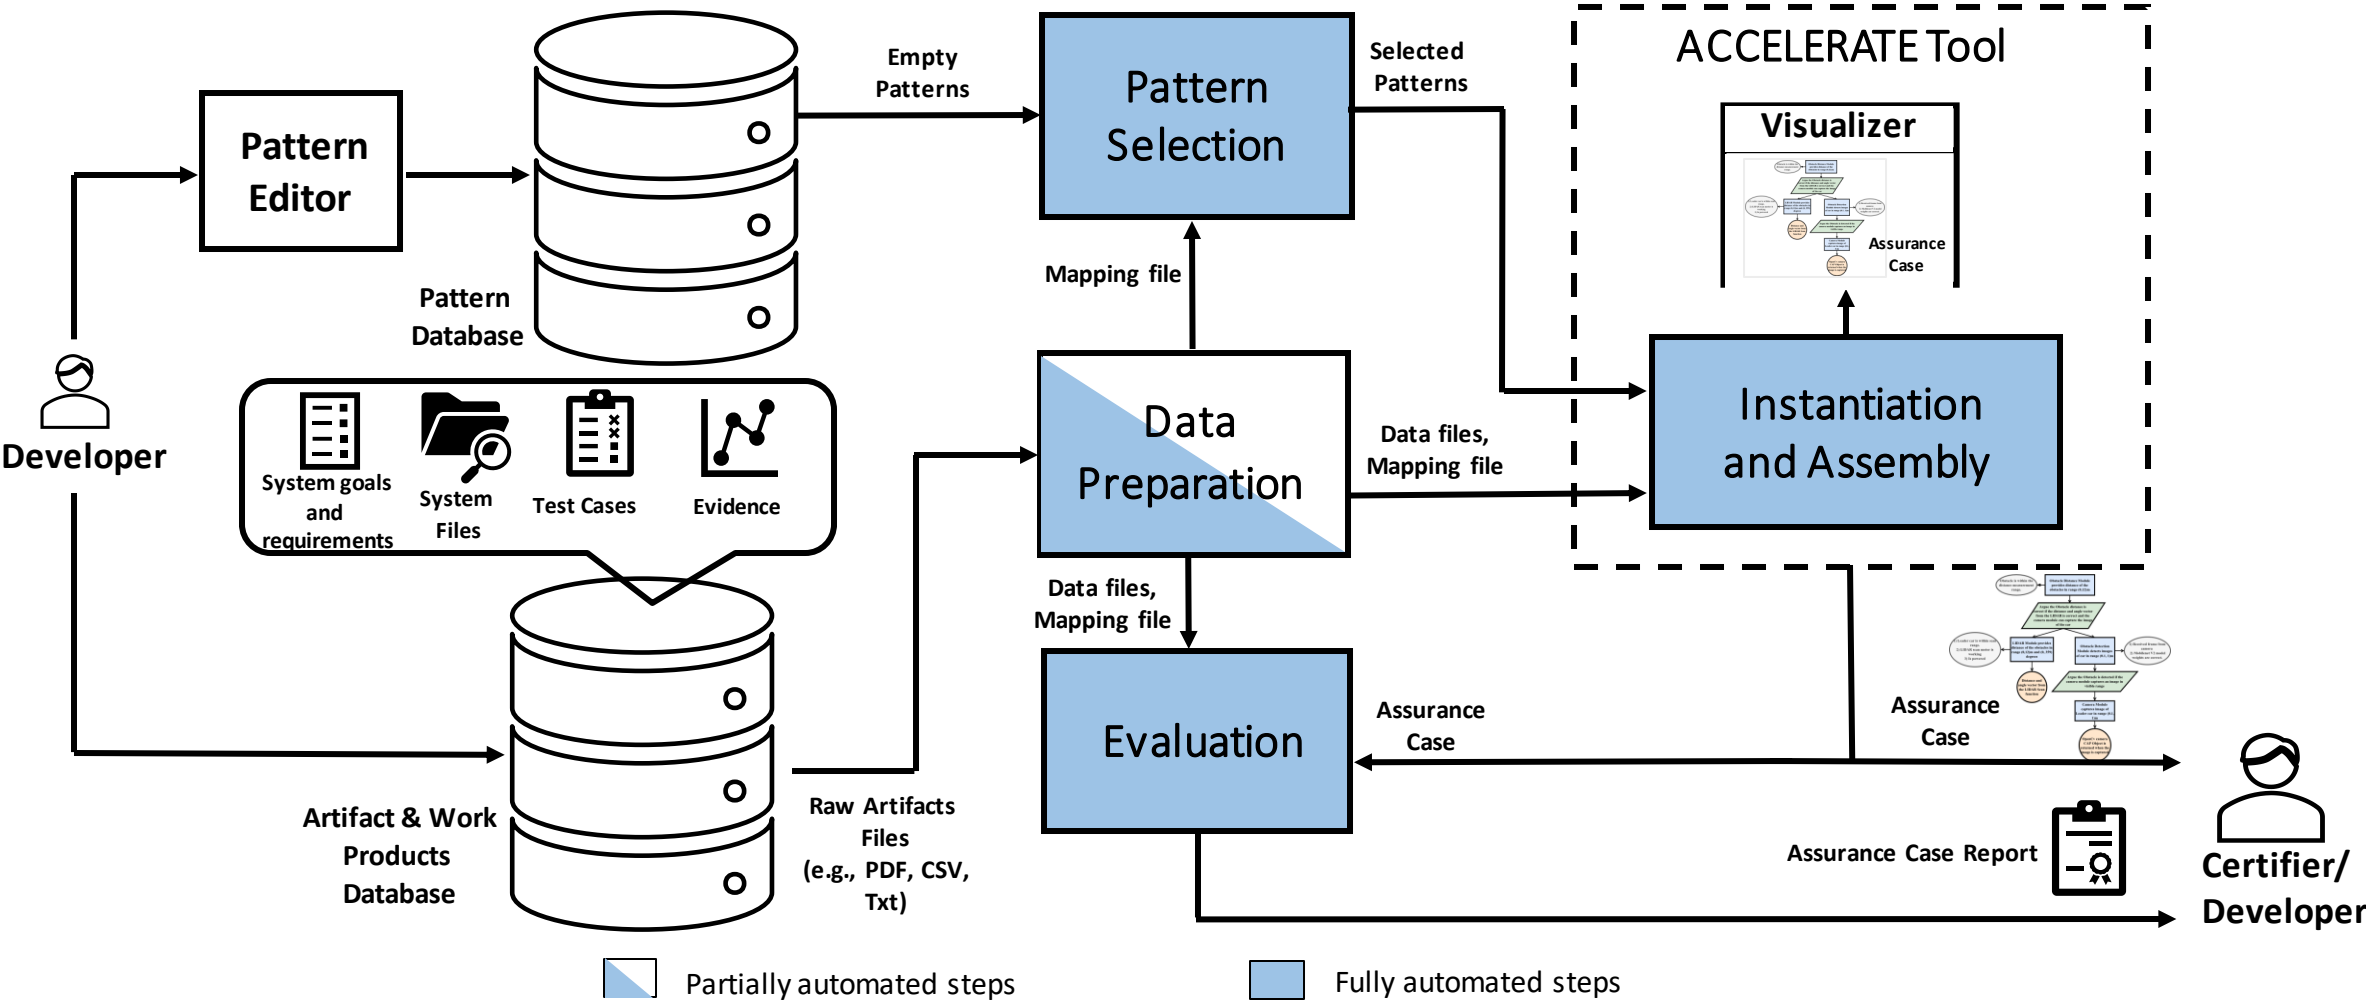 ACCELERATE Tool
Empty
Patterns
Pattern
Selection
Selected
Patterns
Visualizer
Pattern
Editor
Assurance
Case
Mapping file
Pattern
Database
Developer
System goals
and
requirements
System
Files
Test Cases
Evidence
Data
Preparation
Data files,
Mapping file
Instantiation
and Assembly
Data files,
Mapping file
Evaluation
Assurance
Case
Assurance
Case
Artifact & Work
Products
Database
Raw Artifacts
Files
(e.g., PDF, CSV,
Txt)
Assurance Case Report
Certifier/
Developer
Partially automated steps
Fully automated steps